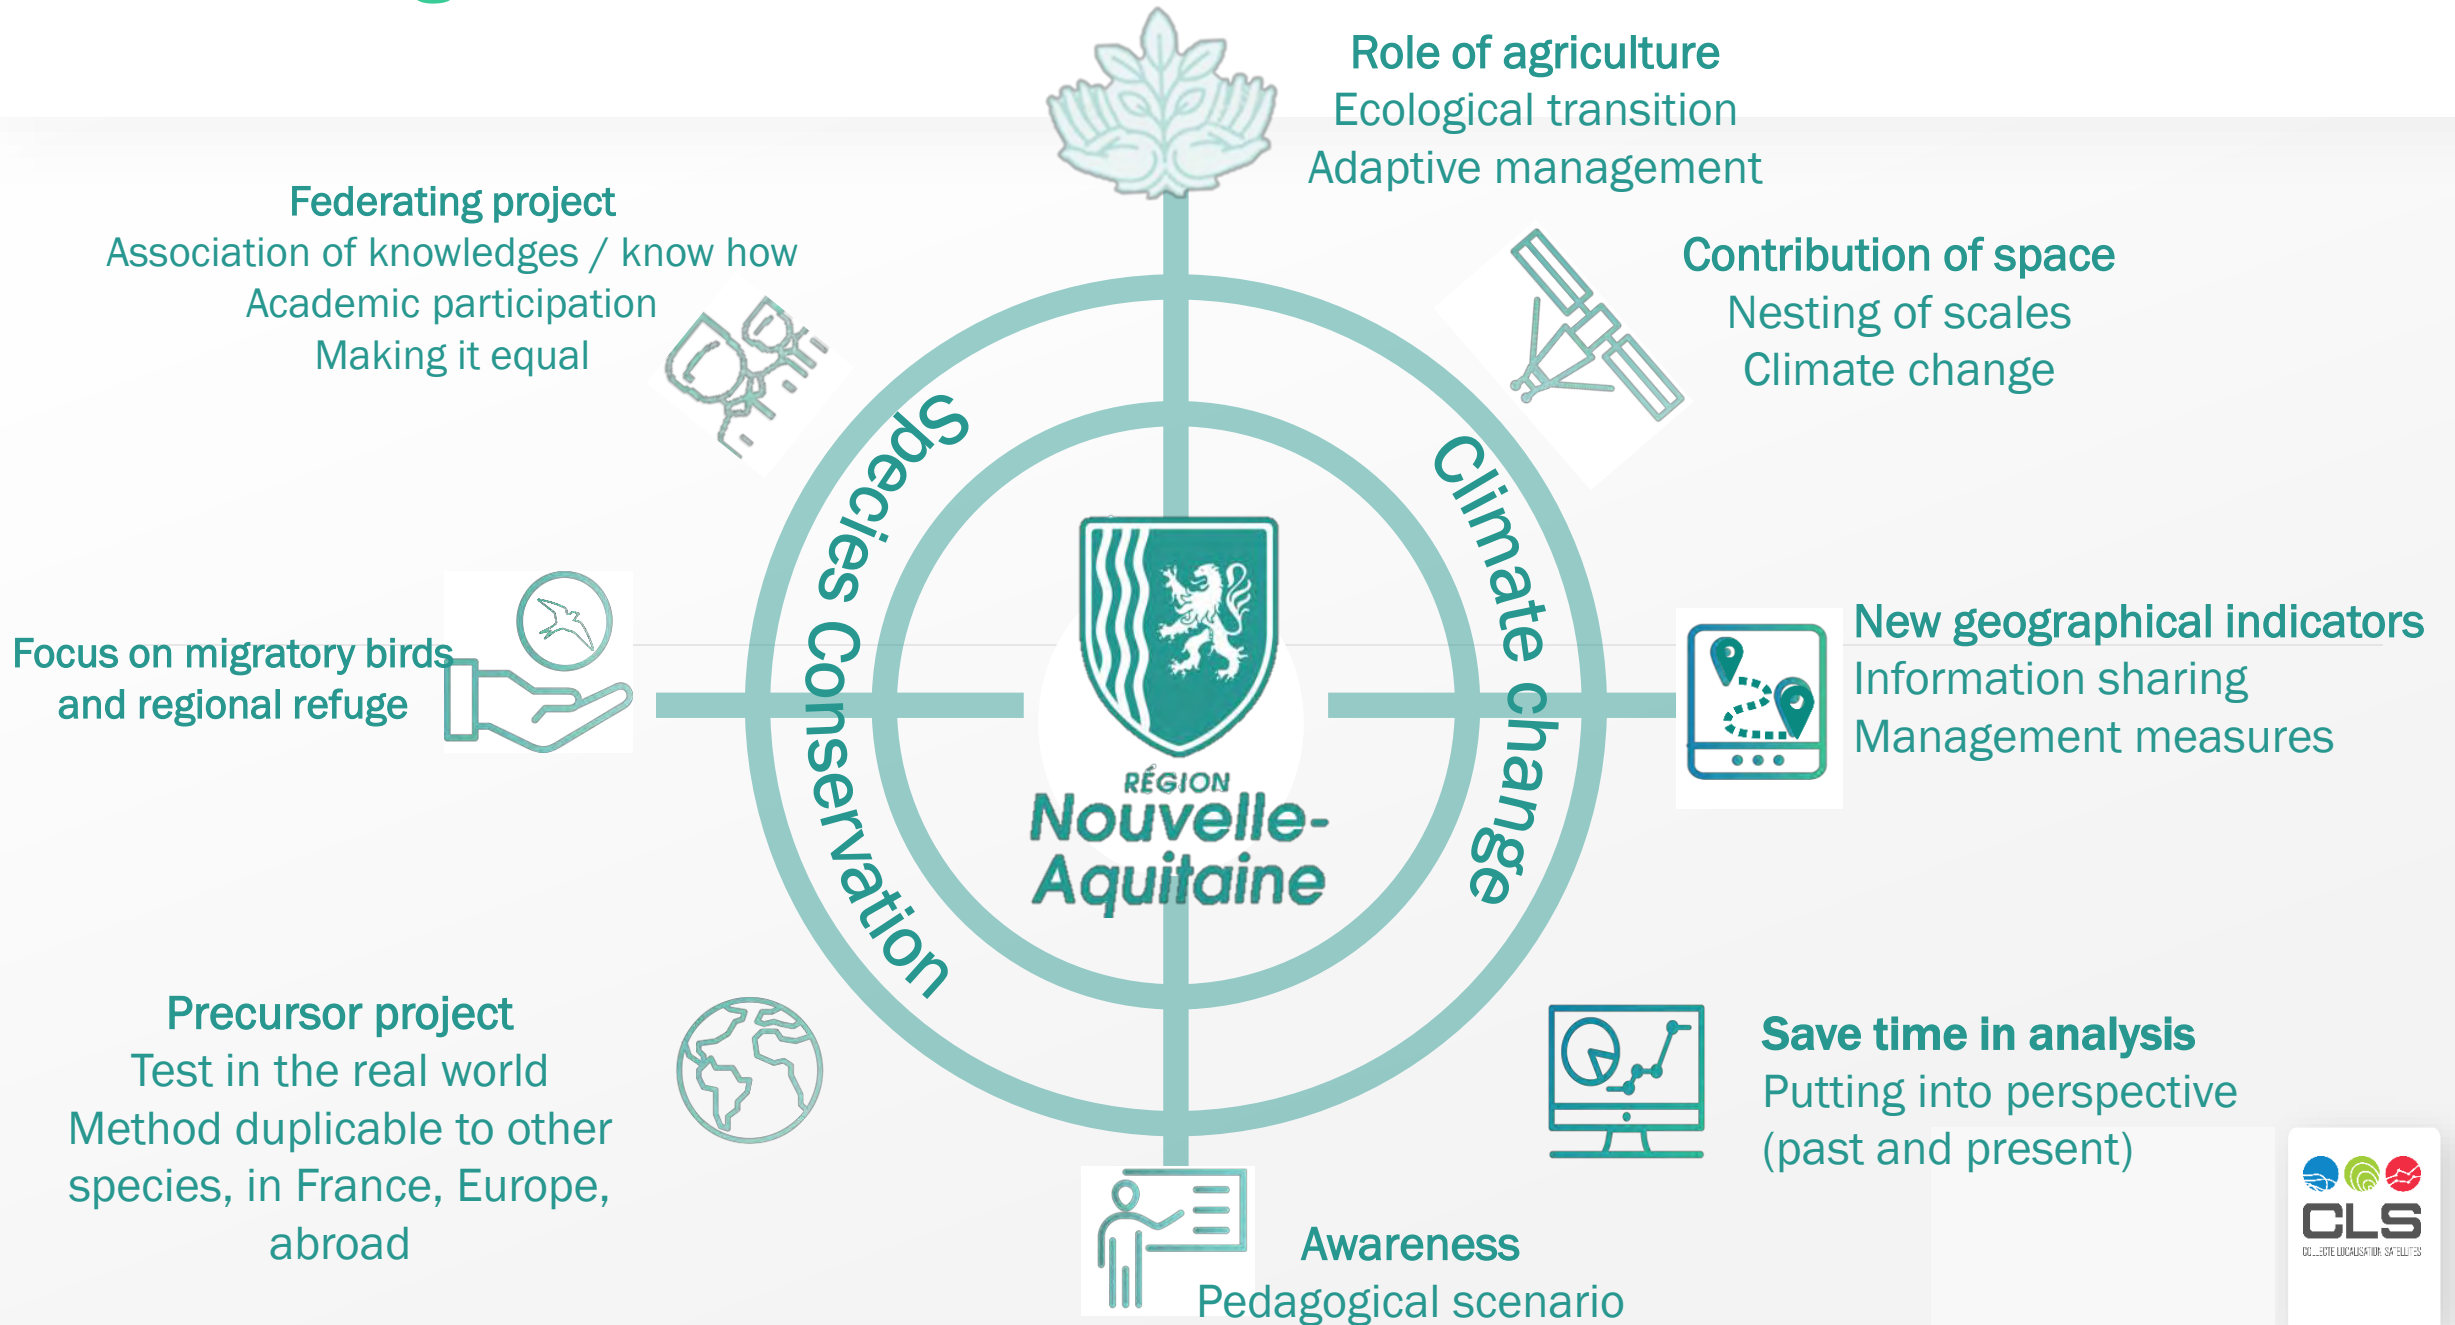 Role of agriculture
Ecological transition
Adaptive management
Federating project
Association of knowledges / know how
Academic participation
Making it equal
Contribution of space
Nesting of scales
Climate change
Species Conservation
Climate change
Focus on migratory birds
and regional refuge
New geographical indicators
Information sharing
Management measures
RÉGION
Nouvelle-
Aquitaine
Precursor project
Test in the real world
Method duplicable to other
species, in France, Europe,
abroad
Save time in analysis
Putting into perspective
(past and present)
Awareness
Pedagogical scenario
CLS
COLLECTE LOCALISATION SATELLITES